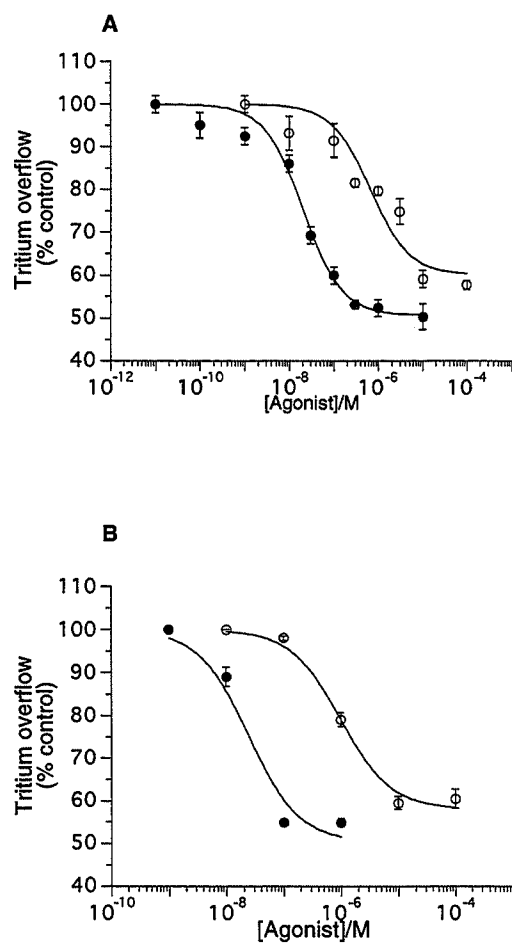 A
Tritium overflow
(% control)
110
100
90
80
70
60
50
40
10⁻¹² 10⁻¹⁰ 10⁻⁸ 10⁻⁶ 10⁻⁴
[Agonist]/M
B
Tritium overflow
(% control)
110
100
90
80
70
60
50
40
10⁻¹⁰ 10⁻⁸ 10⁻⁶ 10⁻⁴
[Agonist]/M